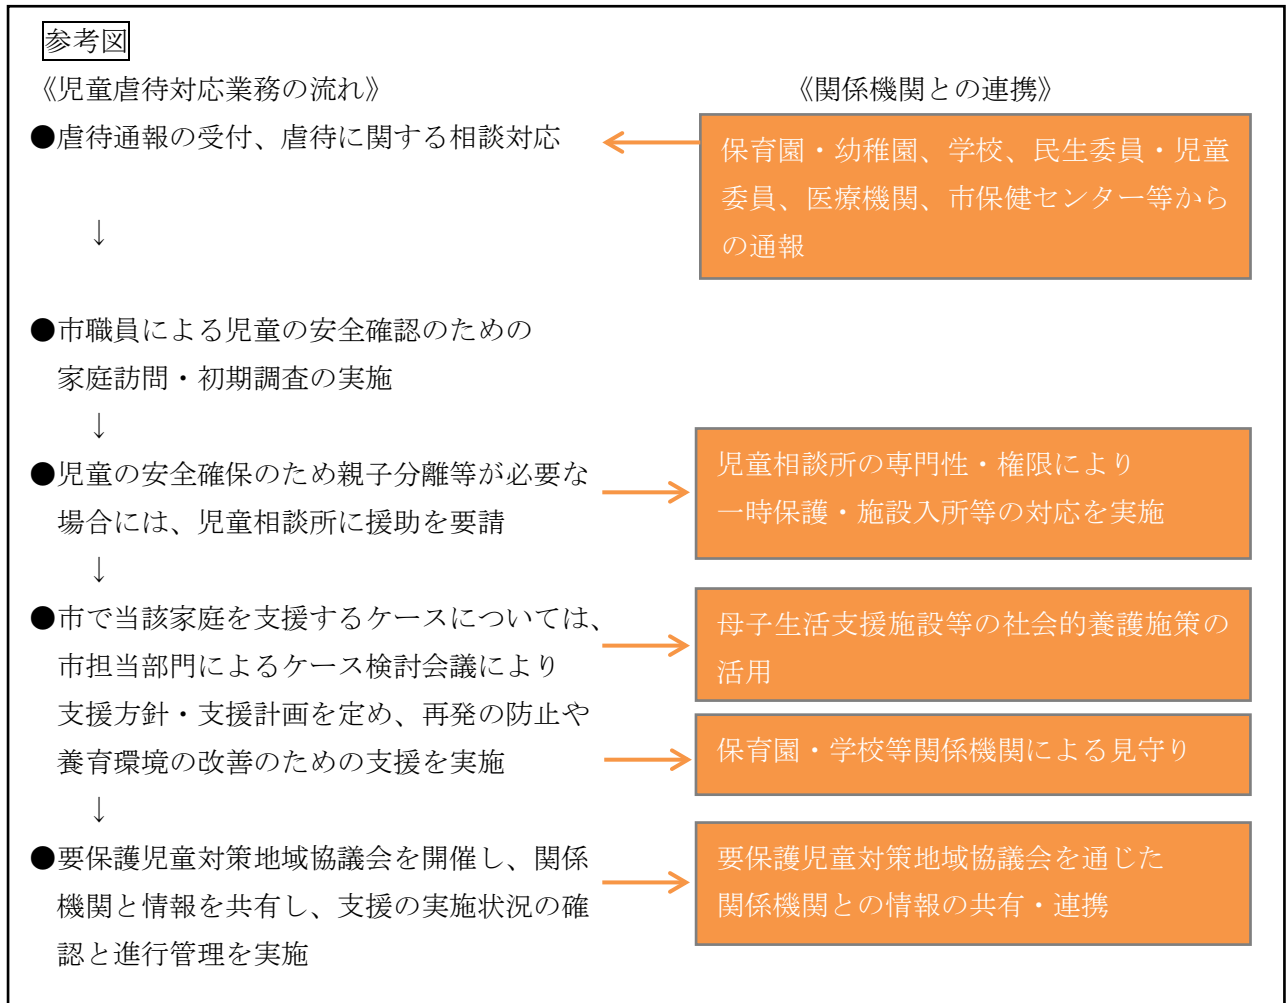 参考図
《児童虐待対応業務の流れ》
《関係機関との連携》
●虐待通報の受付、虐待に関する相談対応
保育園・幼稚園、学校、民生委員・児童
委員、医療機関、市保健センター等から
の通報
↓
●市職員による児童の安全確認のための
家庭訪問・初期調査の実施
↓
●児童の安全確保のため親子分離等が必要な
場合には、児童相談所に援助を要請
児童相談所の専門性・権限により
一時保護・施設入所等の対応を実施
↓
●市で当該家庭を支援するケースについては、
市担当部門によるケース検討会議により
支援方針・支援計画を定め、再発の防止や
養育環境の改善のための支援を実施
母子生活支援施設等の社会的養護施策の
活用
保育園・学校等関係機関による見守り
↓
●要保護児童対策地域協議会を開催し、関係
機関と情報を共有し、支援の実施状況の確
認と進行管理を実施
要保護児童対策地域協議会を通じた
関係機関との情報の共有・連携